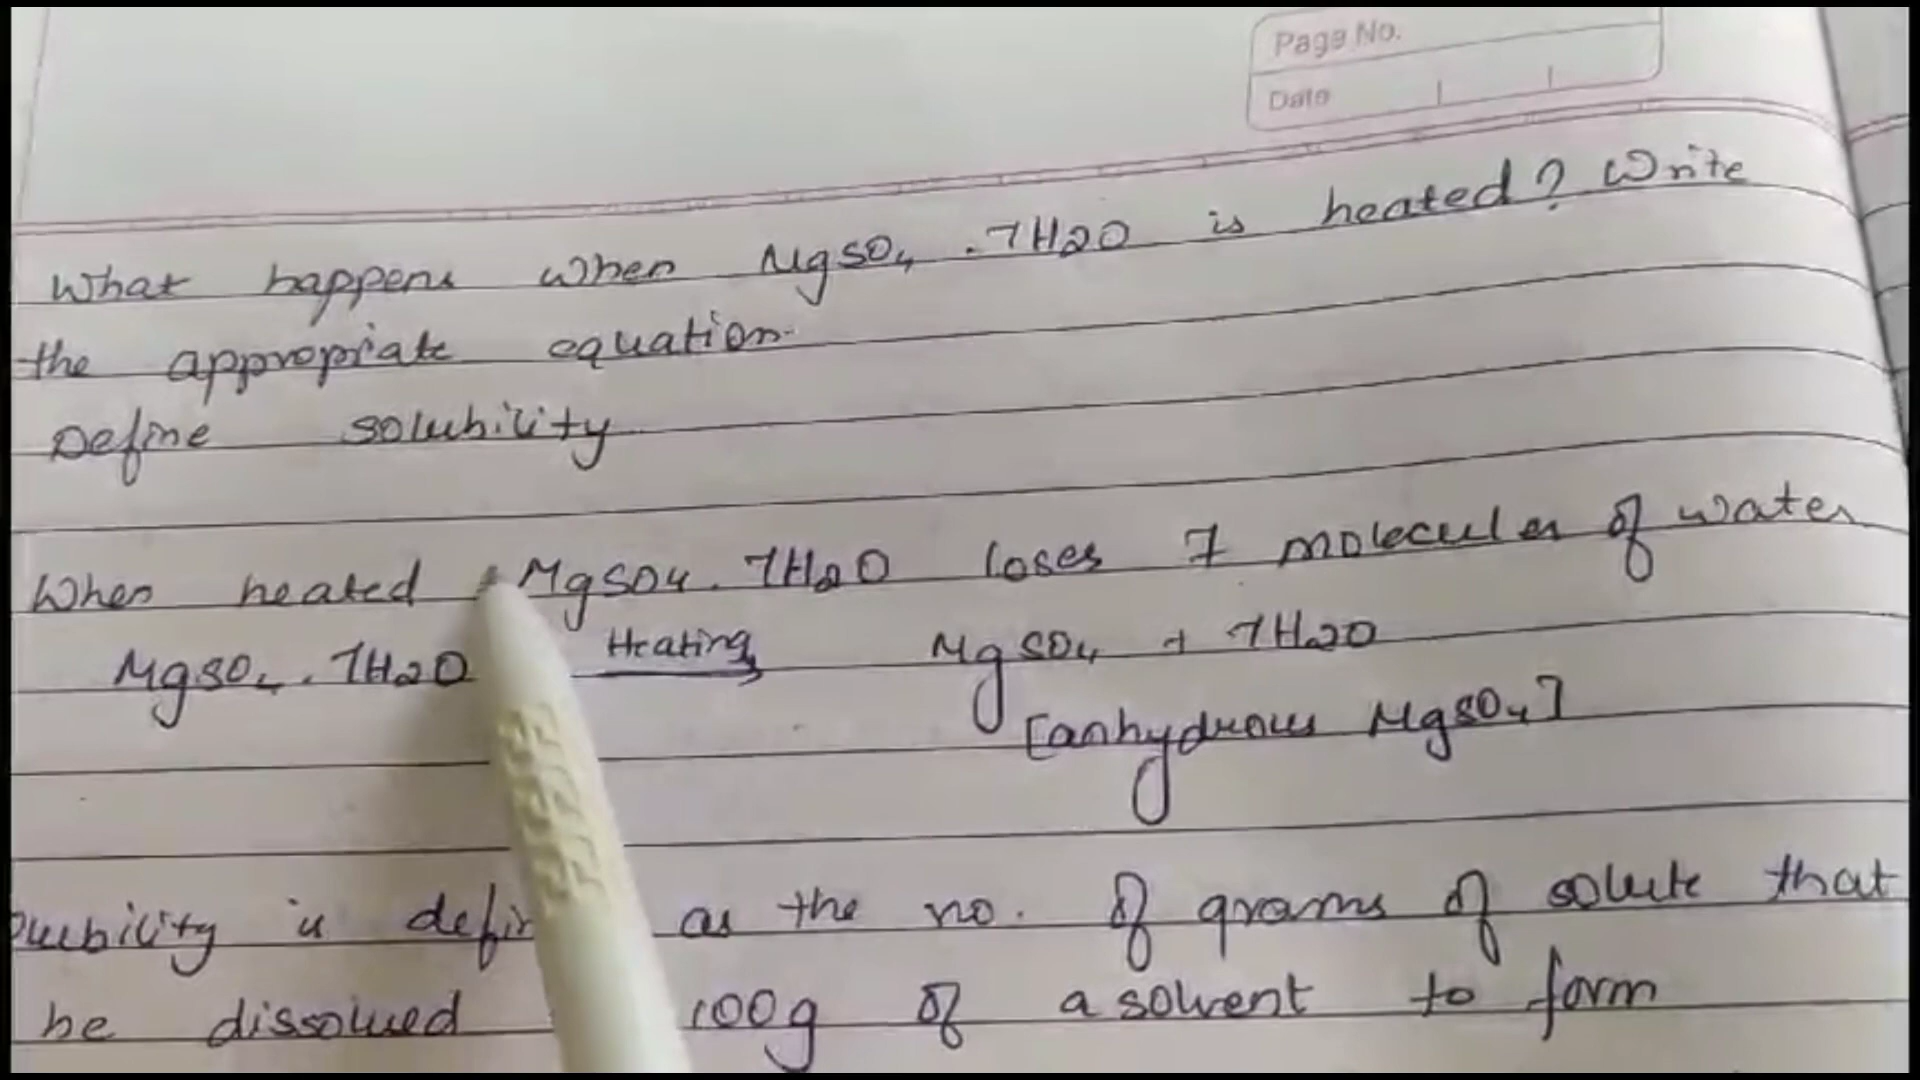 Page No.
Date
What happens when MgSO4 . 7H2O is heated? Write
the appropriate equation.
Define solubility
When heated MgSO4 . 7H2O loses 7 molecules of water
MgSO4 . 7H2O Heating MgSO4 + 7H2O
[anhydrous MgSO4]
is as the no. of grams of solute that
be dissolved 100g of a solvent to form